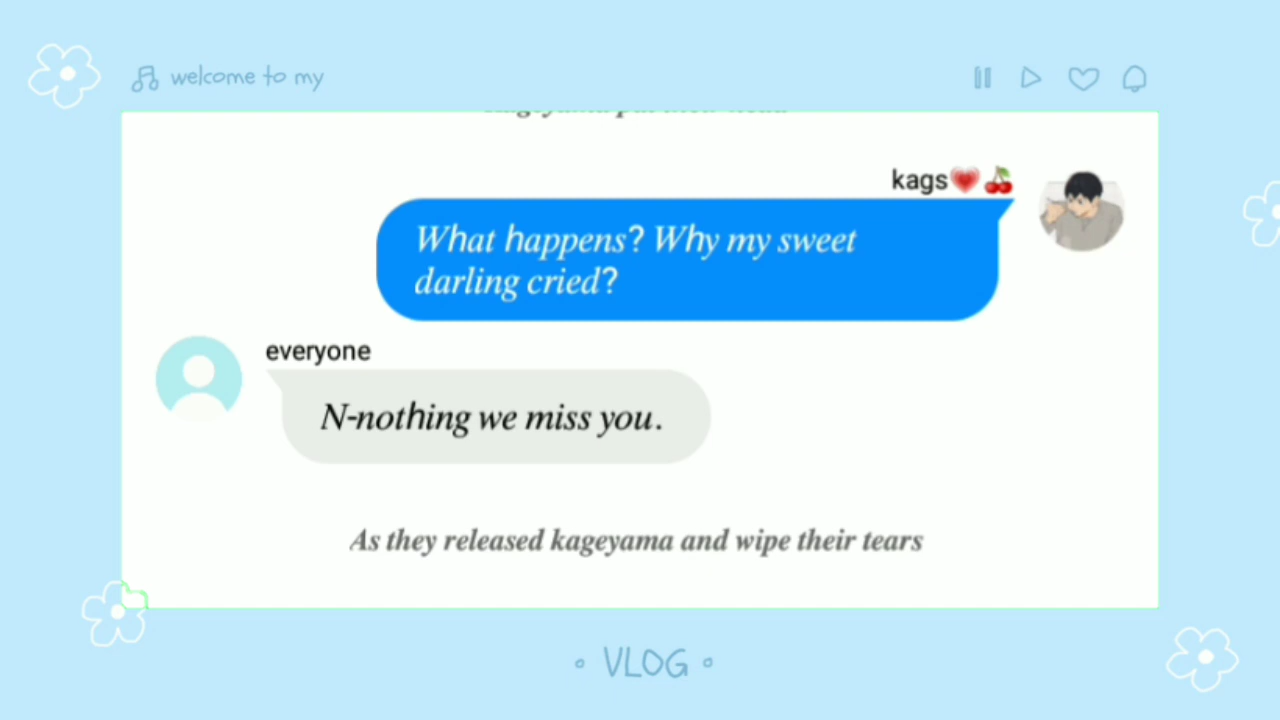 welcome to my
kags❤️🍒
What happens? Why my sweet
darling cried?
everyone
N-nothing we miss you.
As they released kageyama and wipe their tears
• VLOG •